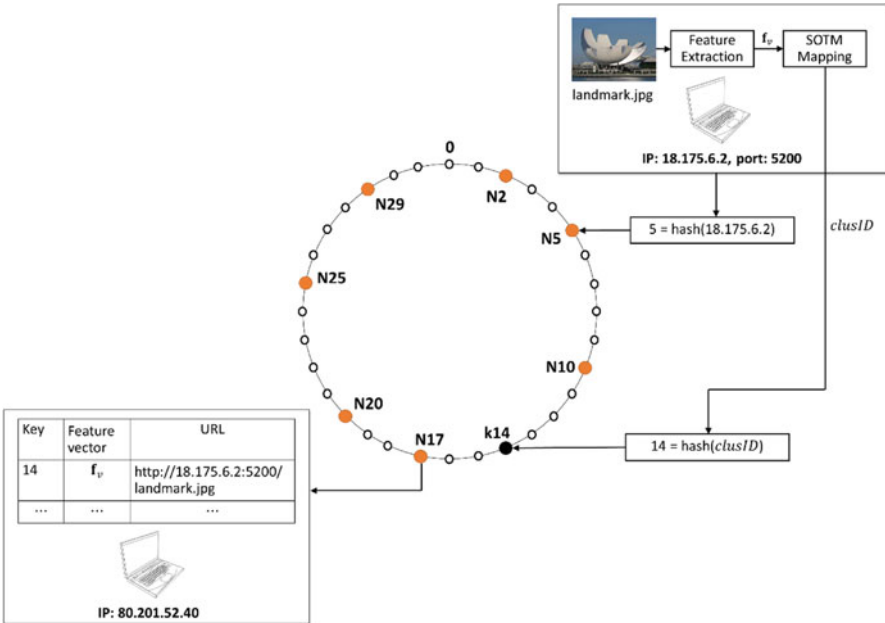 Feature
Extraction
f_v
SOTM
Mapping
landmark.jpg
IP: 18.175.6.2, port: 5200
0
N2
N29
N5
5 = hash(18.175.6.2)
clusID
N25
N10
N20
k14
N17
14 = hash(clusID)
Key Feature vector URL
14 f_v http://18.175.6.2:5200/
landmark.jpg
... ... ...
IP: 80.201.52.40